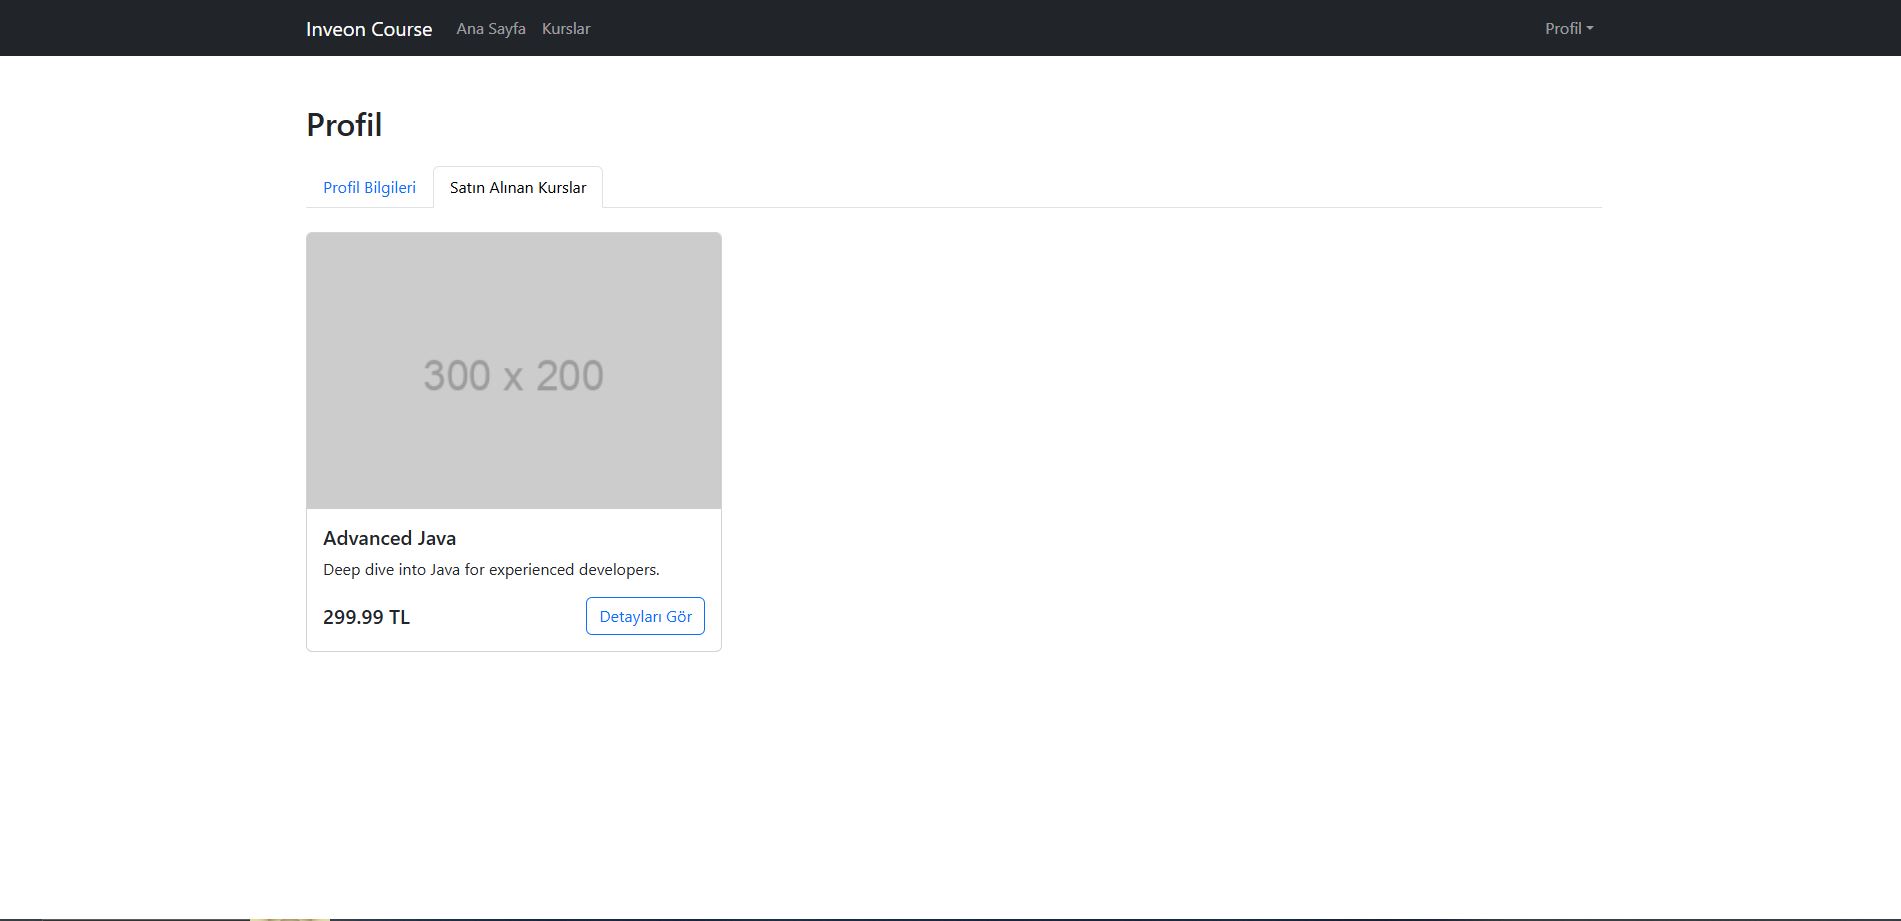 Inveon Course Ana Sayfa Kurslar Profil
Profil
Profil Bilgileri Satın Alınan Kurslar
300 x 200
Advanced Java
Deep dive into Java for experienced developers.
299.99 TL Detayları Gör